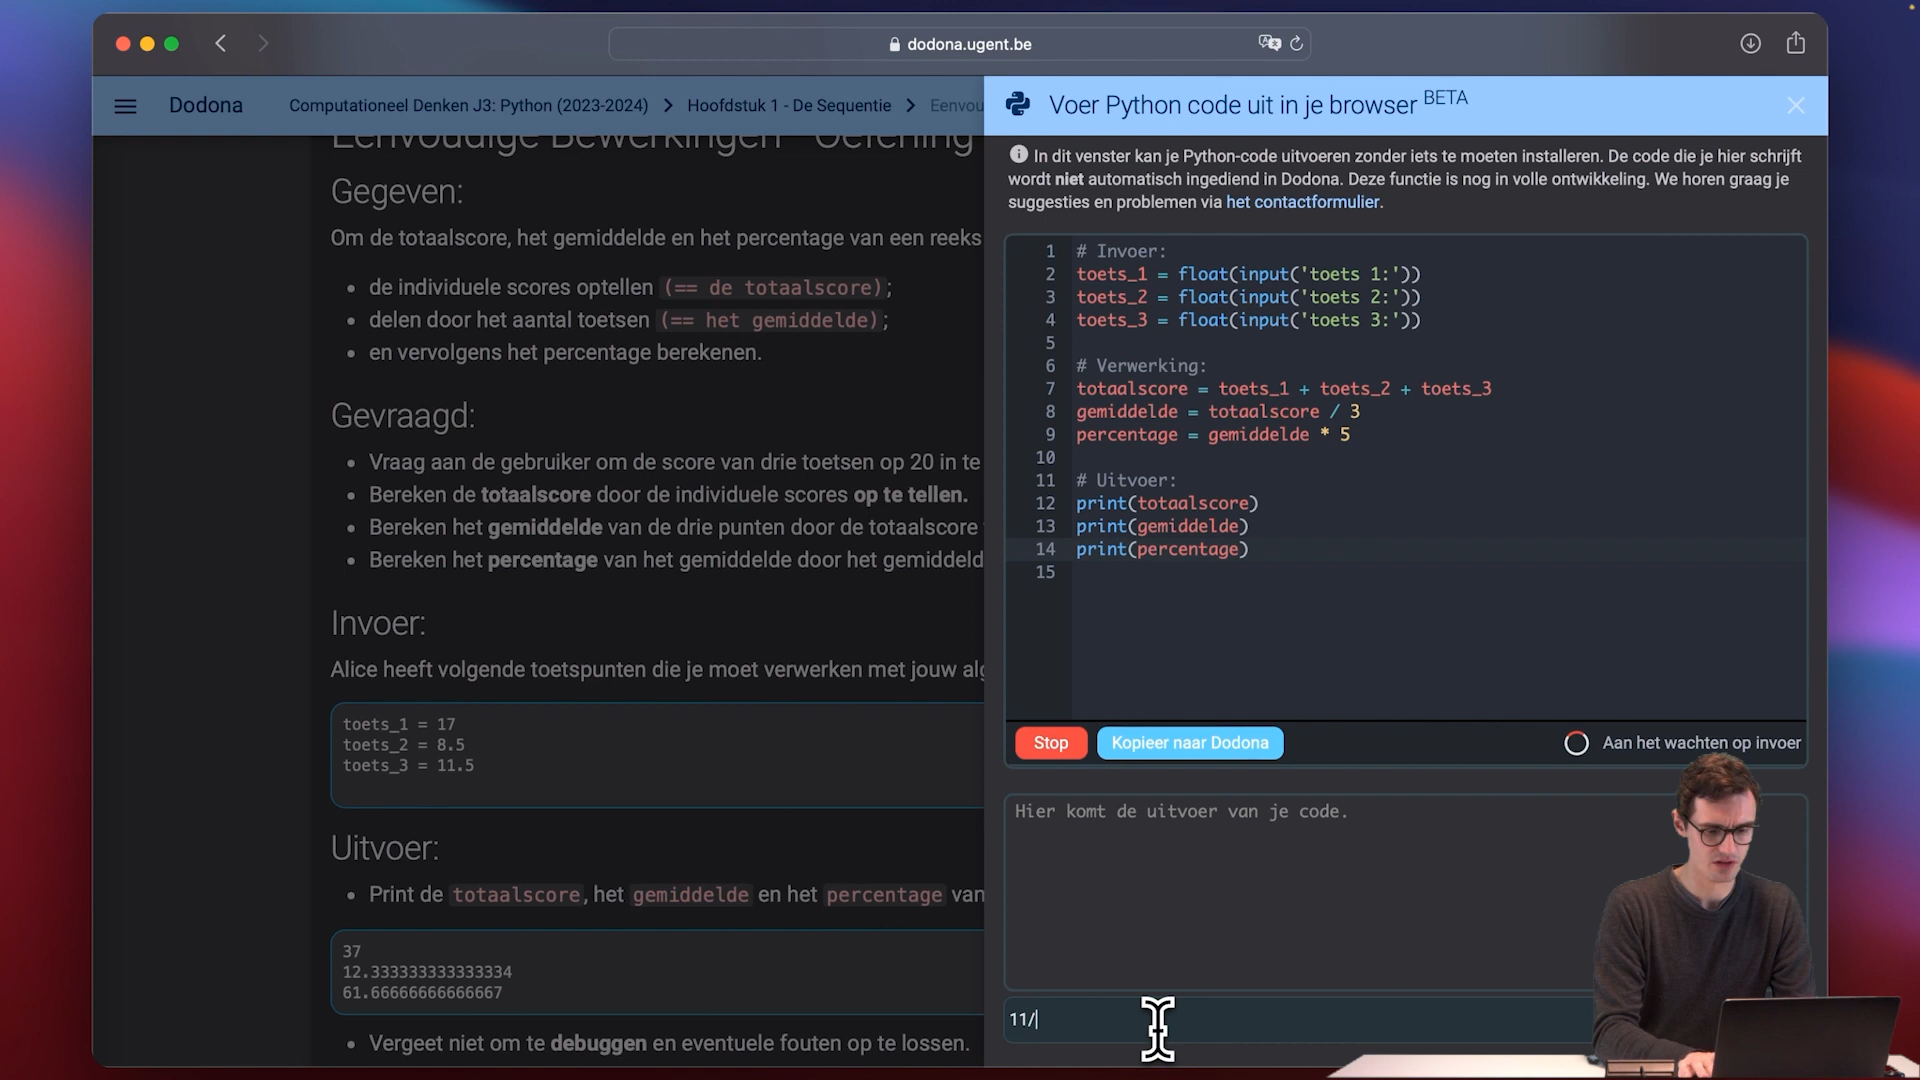 dodona.ugent.be
Dodona
Computationeel Denken J3: Python (2023-2024) > Hoofdstuk 1 - De Sequentie > Eenvou
Eenvoudige Bewerkingen - Oefening
Gegeven:
Om de totaalscore, het gemiddelde en het percentage van een reeks
• de individuele scores optellen (== de totaalscore);
• delen door het aantal toetsen (== het gemiddelde);
• en vervolgens het percentage berekenen.
Gevraagd:
• Vraag aan de gebruiker om de score van drie toetsen op 20 in te
• Bereken de totaalscore door de individuele scores op te tellen.
• Bereken het gemiddelde van de drie punten door de totaalscore
• Bereken het percentage van het gemiddelde door het gemiddeld
Invoer:
Alice heeft volgende toetspunten die je moet verwerken met jouw alg
toets_1 = 17
toets_2 = 8.5
toets_3 = 11.5
Uitvoer:
• Print de totaalscore, het gemiddelde en het percentage van
37
12.333333333333334
61.66666666666667
• Vergeet niet om te debuggen en eventuele fouten op te lossen.
Voer Python code uit in je browser BETA
In dit venster kan je Python-code uitvoeren zonder iets te moeten installeren. De code die je hier schrijft
wordt niet automatisch ingediend in Dodona. Deze functie is nog in volle ontwikkeling. We horen graag je
suggesties en problemen via het contactformulier.
1 # Invoer:
2 toets_1 = float(input('toets 1:'))
3 toets_2 = float(input('toets 2:'))
4 toets_3 = float(input('toets 3:'))
5
6 # Verwerking:
7 totaalscore = toets_1 + toets_2 + toets_3
8 gemiddelde = totaalscore / 3
9 percentage = gemiddelde * 5
10
11 # Uitvoer:
12 print(totaalscore)
13 print(gemiddelde)
14 print(percentage)
15
Stop
Kopieer naar Dodona
Aan het wachten op invoer
Hier komt de uitvoer van je code.
11/